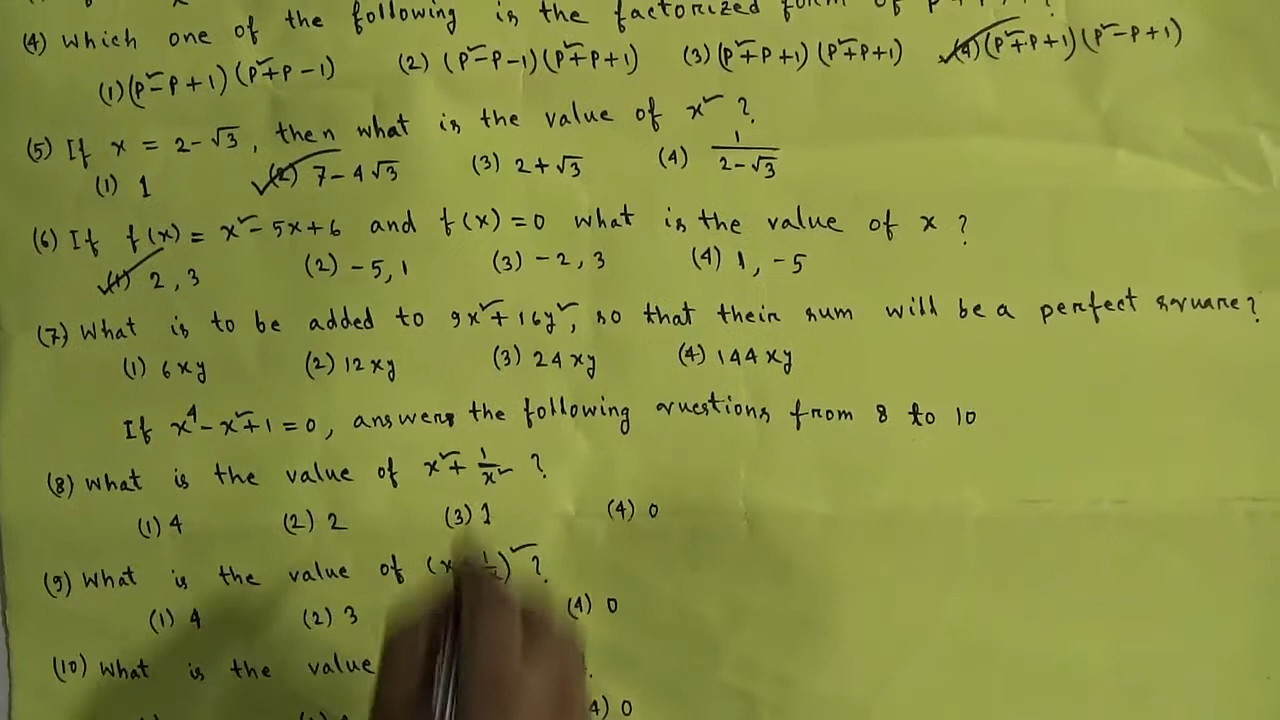 (4) Which one of the following is the factorized form of
(1) (p²-p+1) (p²+p-1) (2) (p²-p-1) (p²+p+1) (3) (p²+p+1) (p²+p+1) (4) (p²+p+1) (p²-p+1)
(5) If x = 2-√3, then what is the value of x² ?
(1) 1 (2) 7-4√3 (3) 2+√3 (4) 1/(2-√3)
(6) If f(x) = x²-5x+6 and f(x)=0 what is the value of x ?
(1) 2, 3 (2) -5, 1 (3) -2, 3 (4) 1, -5
(7) What is to be added to 9x²+16y², so that their sum will be a perfect square?
(1) 6xy (2) 12xy (3) 24xy (4) 144xy
If x⁴-x²+1=0, answer the following questions from 8 to 10
(8) What is the value of x²+1/x² ?
(1) 4 (2) 2 (3) 1 (4) 0
(9) What is the value of (x 1 )² ?
(1) 4 (2) 3 (4) 0
(10) What is the value
4) 0